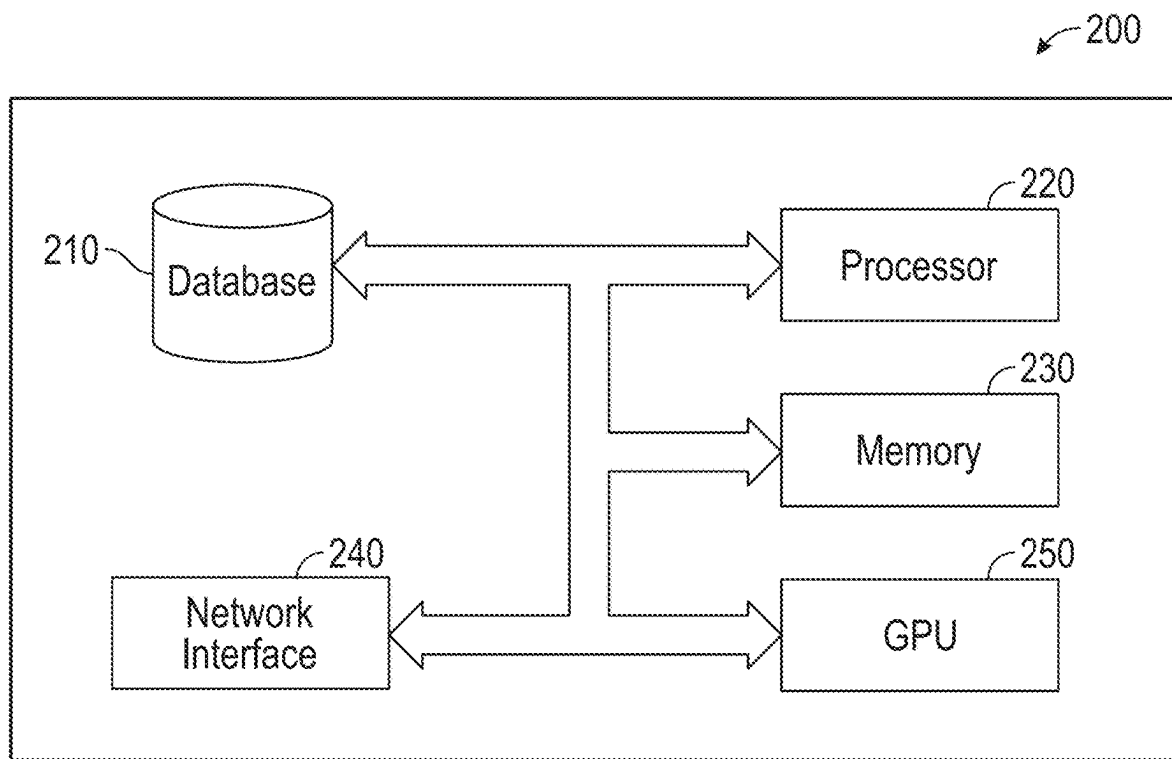 200
220
210
Database
Processor
230
Memory
240
Network
Interface
250
GPU